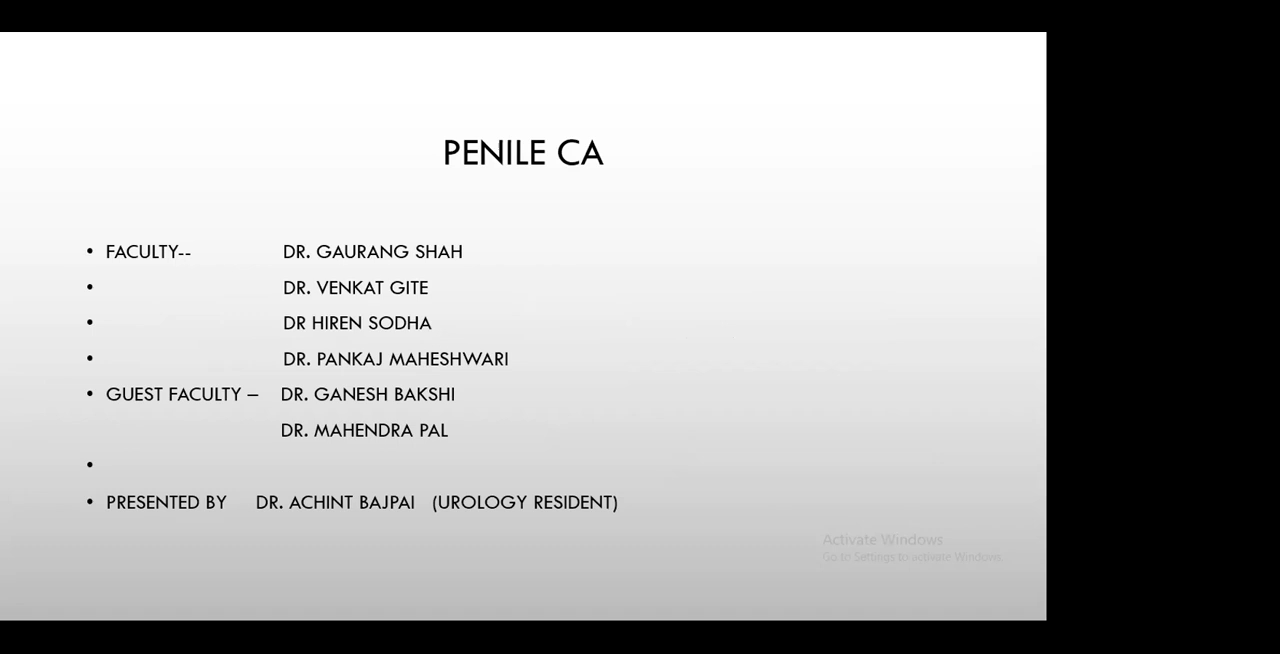 PENILE CA
• FACULTY-- DR. GAURANG SHAH
• DR. VENKAT GITE
• DR HIREN SODHA
• DR. PANKAJ MAHESHWARI
• GUEST FACULTY – DR. GANESH BAKSHI
DR. MAHENDRA PAL
•
• PRESENTED BY DR. ACHINT BAJPAI (UROLOGY RESIDENT)
Activate Windows
Go to Settings to activate Windows.